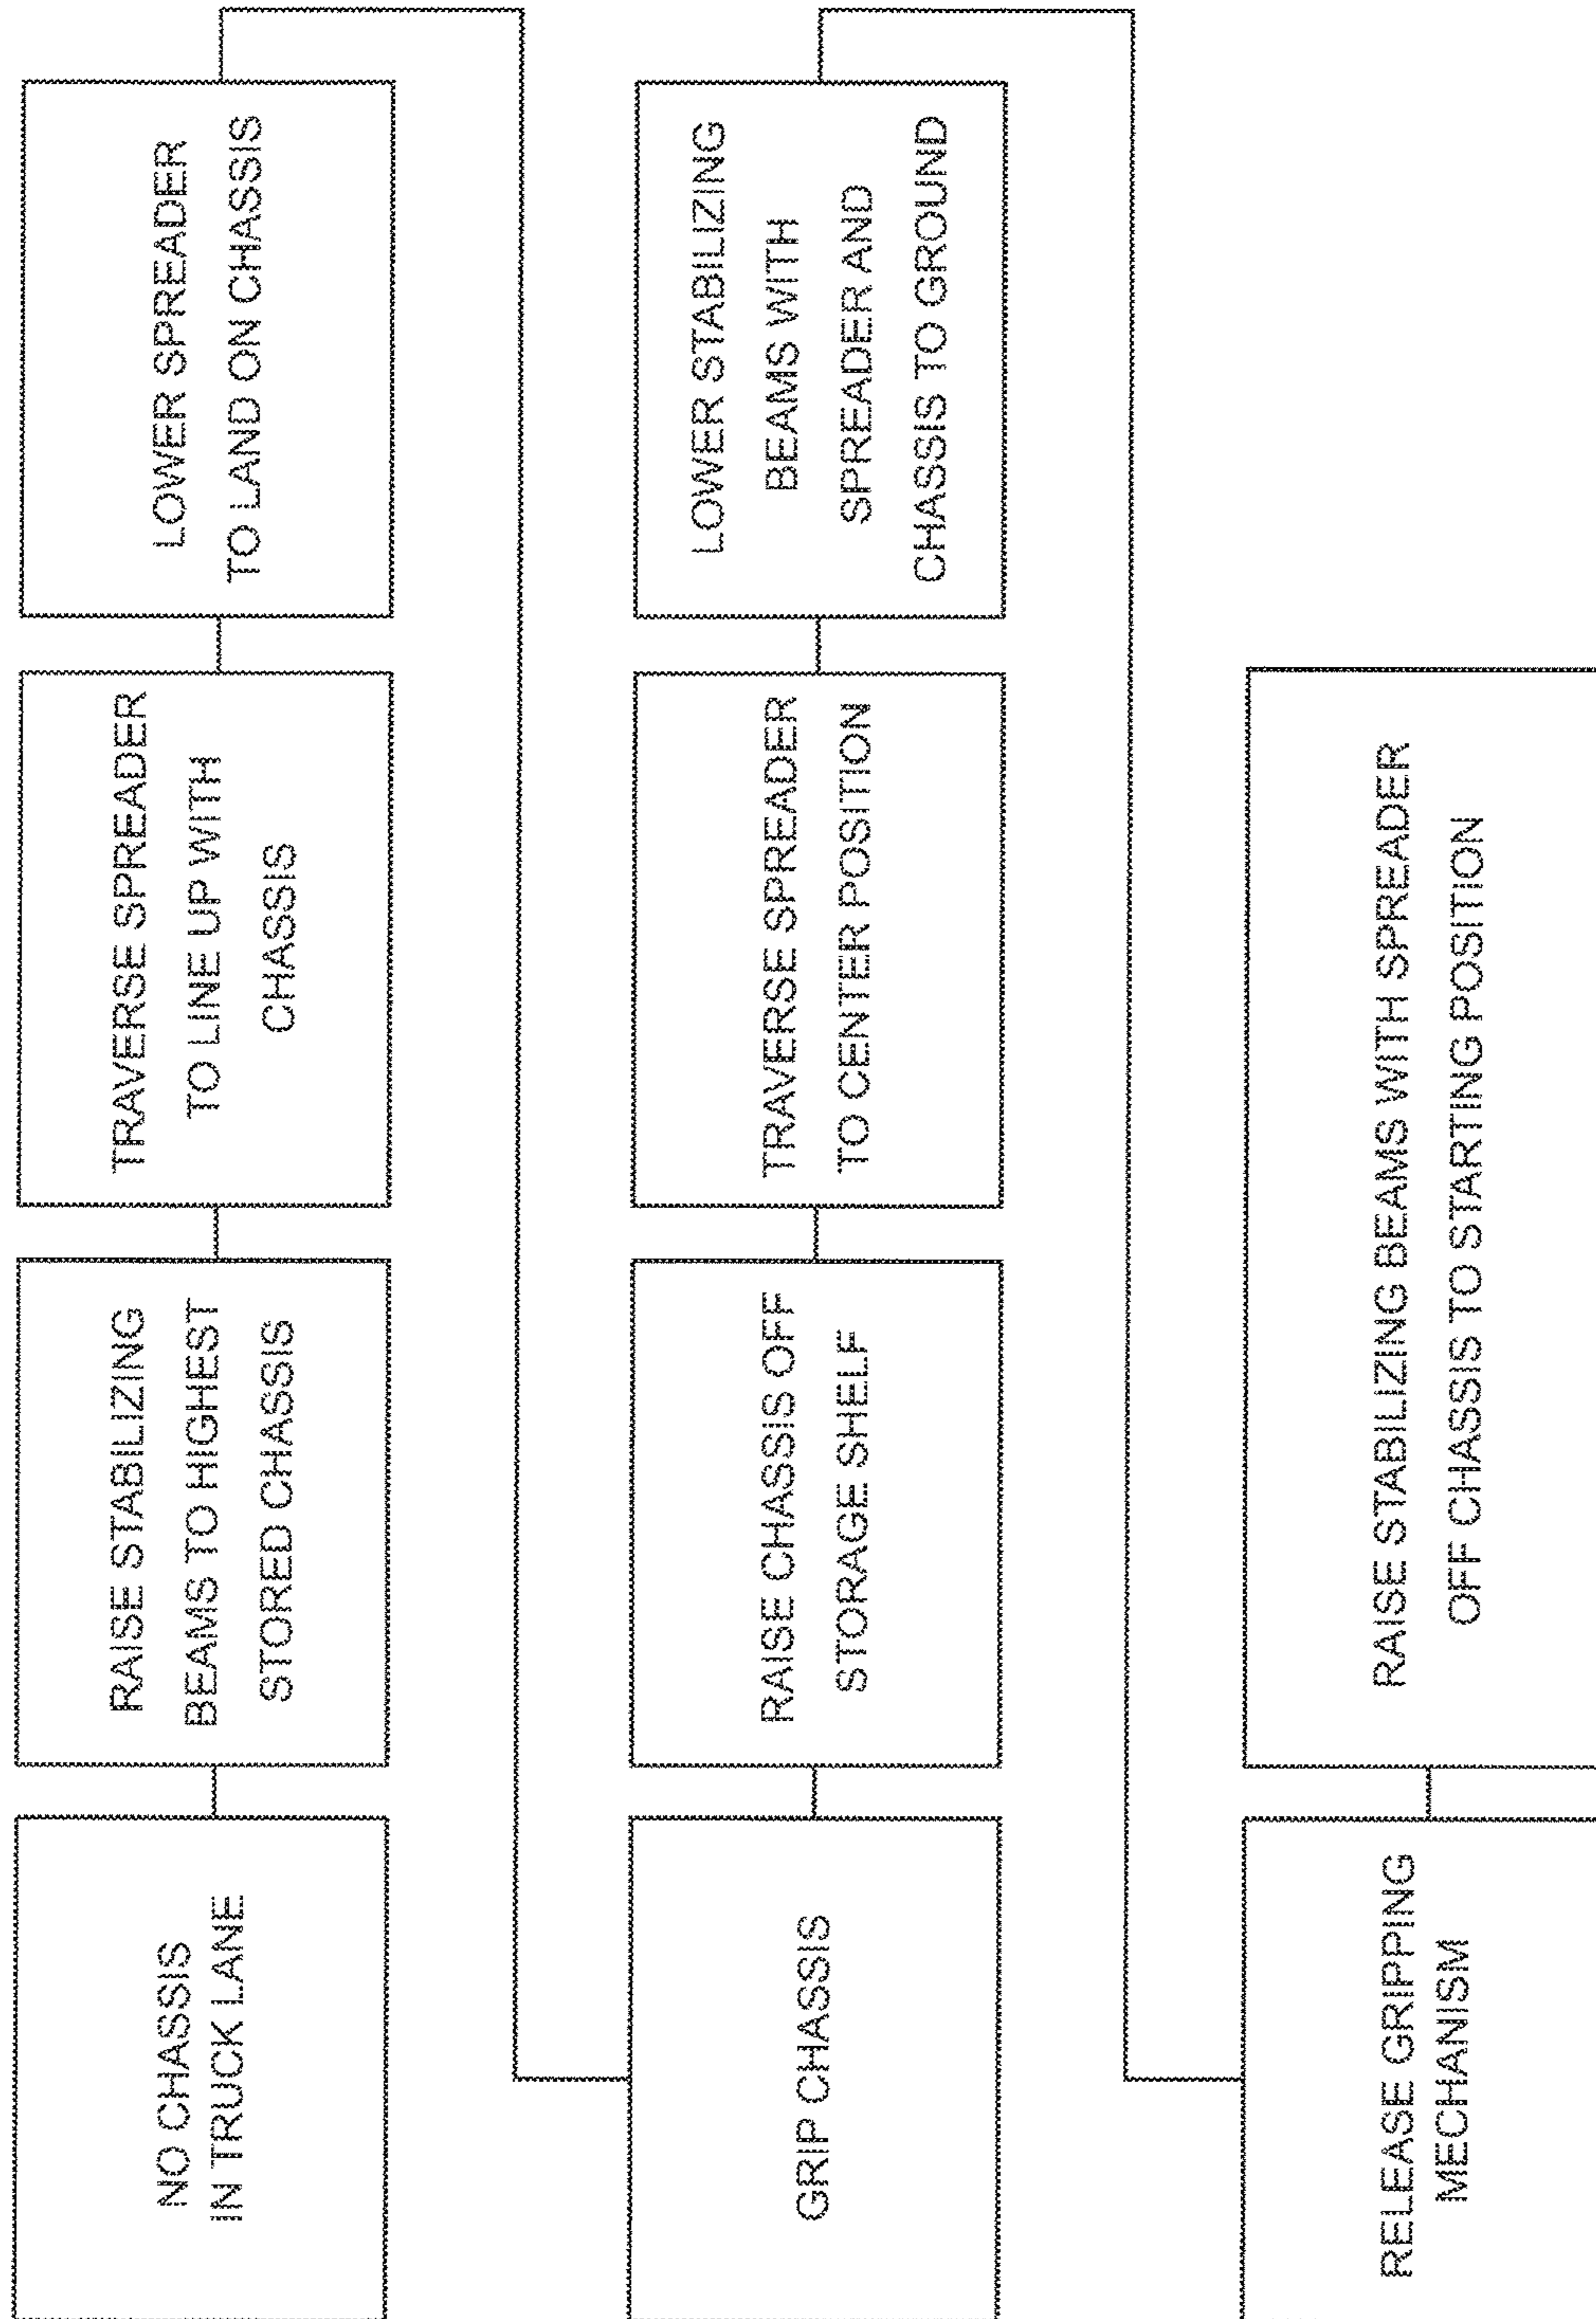 NO CHASSIS
IN TRUCK LANE
RAISE STABILIZING
BEAMS TO HIGHEST
STORED CHASSIS
TRAVERSE SPREADER
TO LINE UP WITH
CHASSIS
LOWER SPREADER
TO LAND ON CHASSIS
GRIP CHASSIS
RAISE CHASSIS OFF
STORAGE SHELF
TRAVERSE SPREADER
TO CENTER POSITION
LOWER STABILIZING
BEAMS WITH
SPREADER AND
CHASSIS TO GROUND
RELEASE GRIPPING
MECHANISM
RAISE STABILIZING BEAMS WITH SPREADER
OFF CHASSIS TO STARTING POSITION